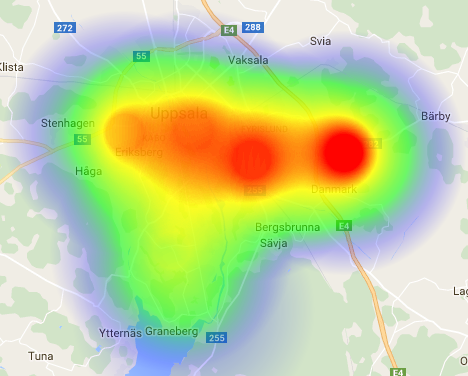 272
E4
288
Svia
55
Vaksala
Klista
Uppsala
Bärby
Stenhagen
55
Eriksberg
Håga
Danmark
Bergsbrunna
E4
Sävja
Ytternäs
Graneberg
255
Tuna
E4